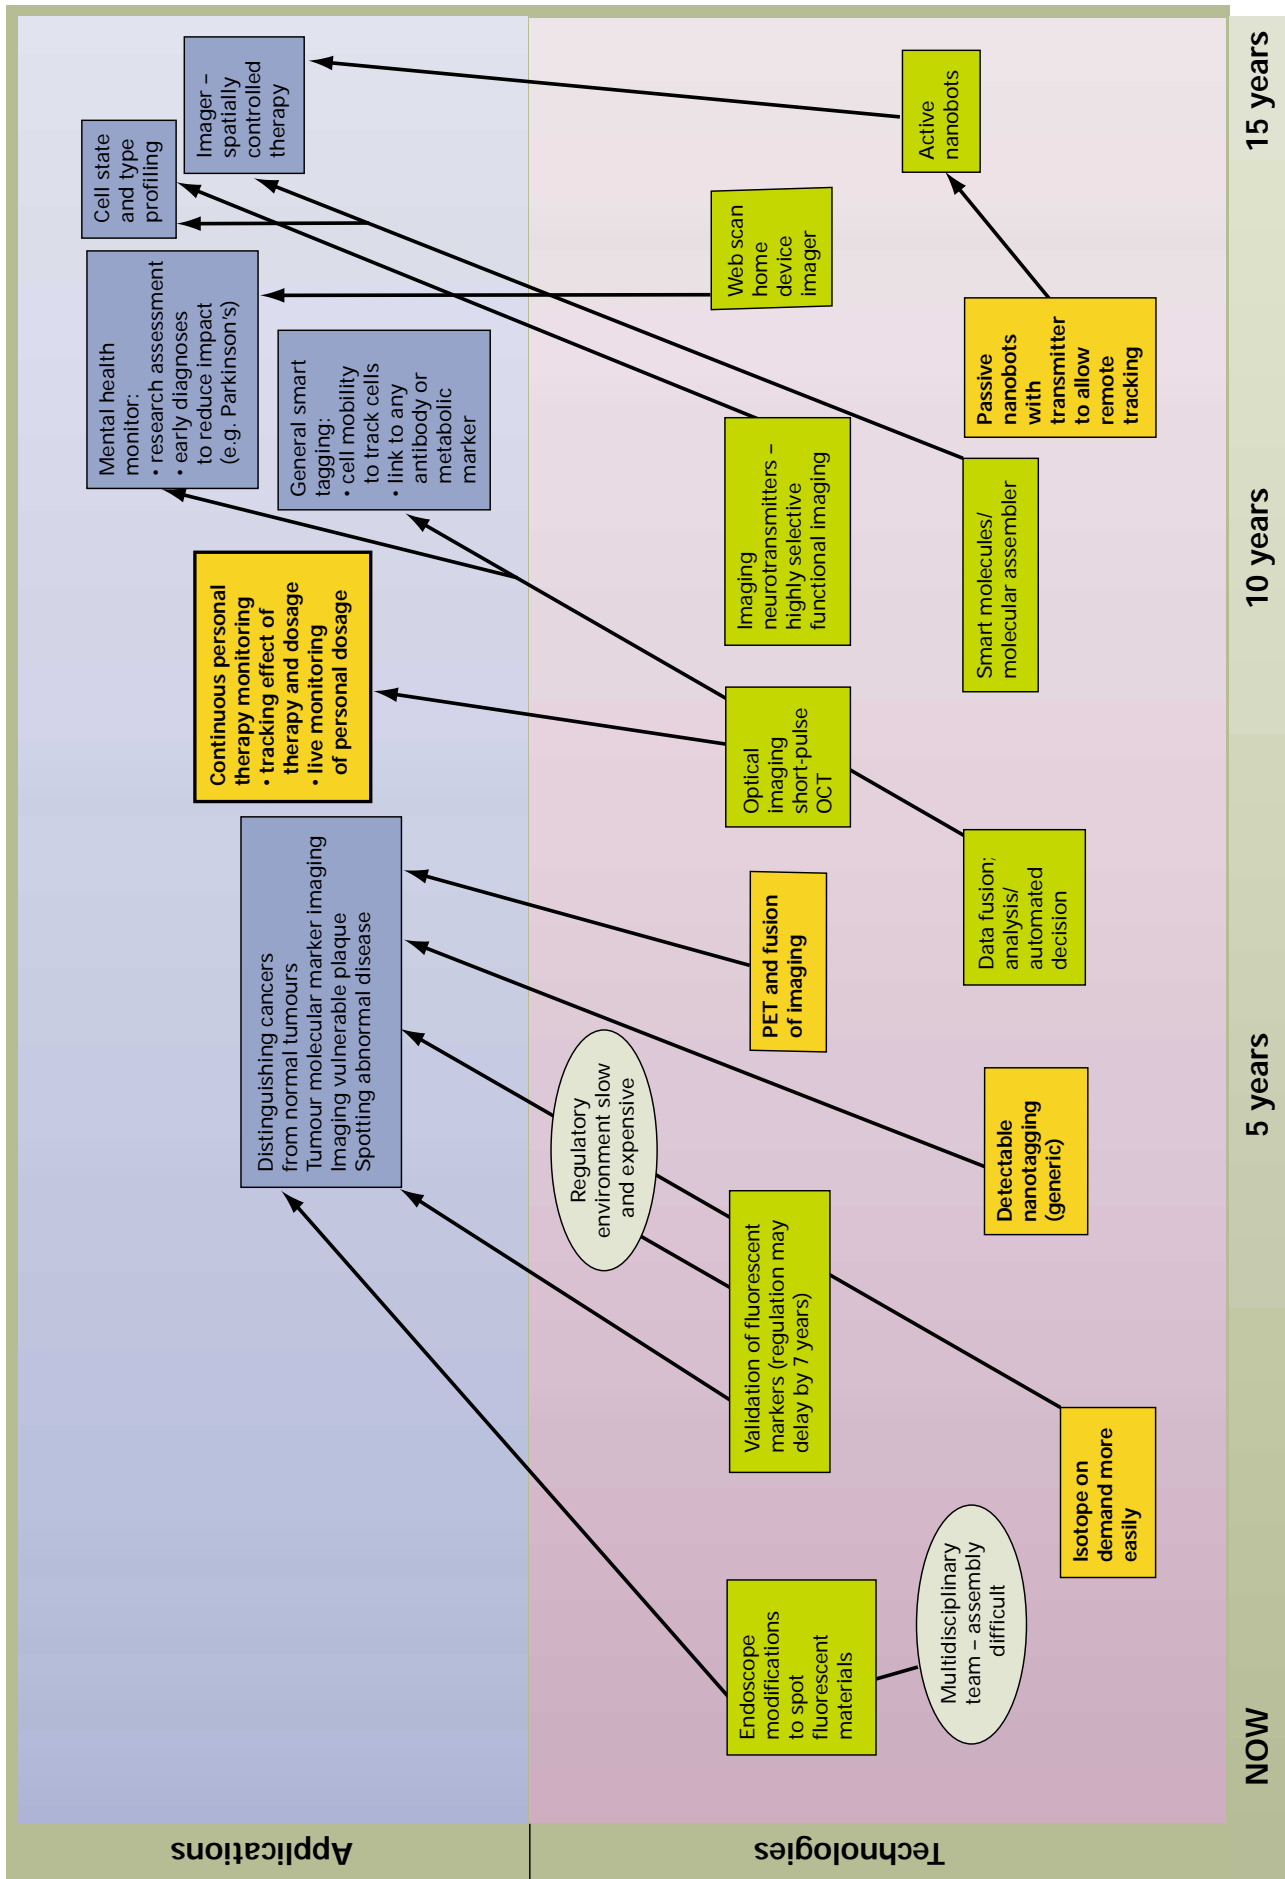 Applications
Distinguishing cancers
from normal tumours
Tumour molecular marker imaging
Imaging vulnerable plaque
Spotting abnormal disease
Continuous personal
therapy monitoring
• tracking effect of
therapy and dosage
• live monitoring
of personal dosage
Mental health
monitor:
• research assessment
• early diagnoses
to reduce impact
(e.g. Parkinson's)
General smart
tagging:
• cell mobility
to track cells
• link to any
antibody or
metabolic
marker
Cell state
and type
profiling
Imager –
spatially
controlled
therapy
Technologies
Endoscope
modifications
to spot
fluorescent
materials
Multidisciplinary
team – assembly
difficult
Isotope on
demand more
easily
Validation of fluorescent
markers (regulation may
delay by 7 years)
Regulatory
environment slow
and expensive
Detectable
nanotagging
(generic)
PET and fusion
of imaging
Data fusion;
analysis/
automated
decision
Optical
imaging
short-pulse
OCT
Imaging
neurotransmitters –
highly selective
functional imaging
Smart molecules/
molecular assembler
Web scan
home
device
imager
Passive
nanobots
with
transmitter
to allow
remote
tracking
Active
nanobots
NOW
5 years
10 years
15 years